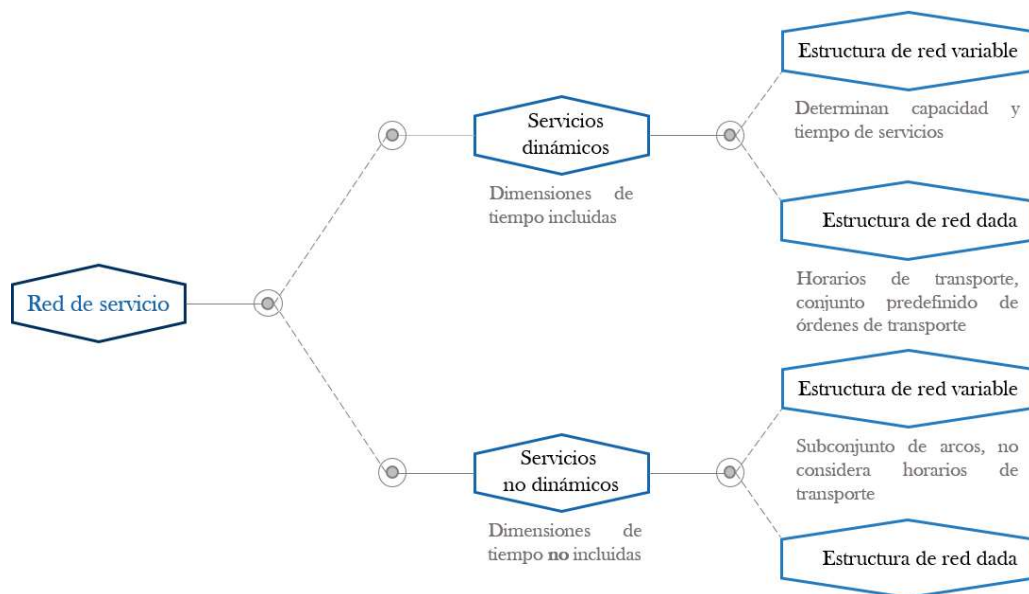 Red de servicio
Servicios
dinámicos
Dimensiones de
tiempo incluidas
Estructura de red variable
Determinan capacidad y
tiempo de servicios
Estructura de red dada
Horarios de transporte,
conjunto predefinido de
órdenes de transporte
Servicios
no dinámicos
Dimensiones de
tiempo no incluidas
Estructura de red variable
Subconjunto de arcos, no
considera horarios de
transporte
Estructura de red dada